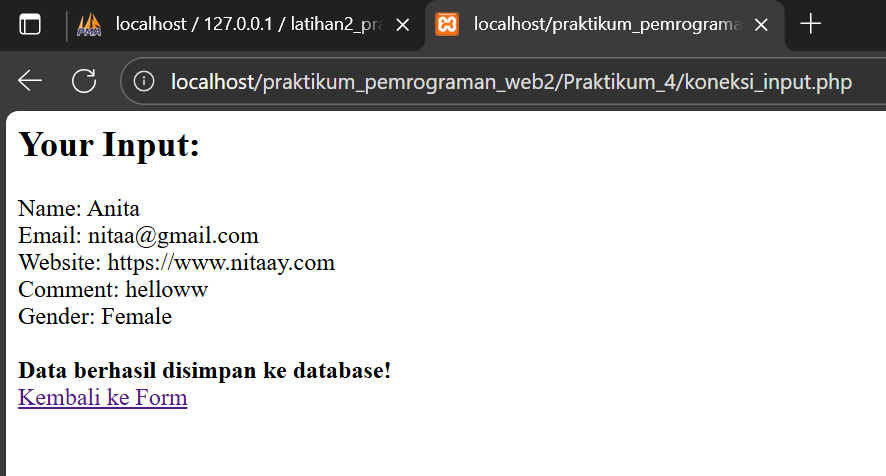 localhost / 127.0.0.1 / latihan2_pra
localhost/praktikum_pemrograma
localhost/praktikum_pemrograman_web2/Praktikum_4/koneksi_input.php
Your Input:
Name: Anita
Email: nitaa@gmail.com
Website: https://www.nitaay.com
Comment: helloww
Gender: Female
Data berhasil disimpan ke database!
Kembali ke Form